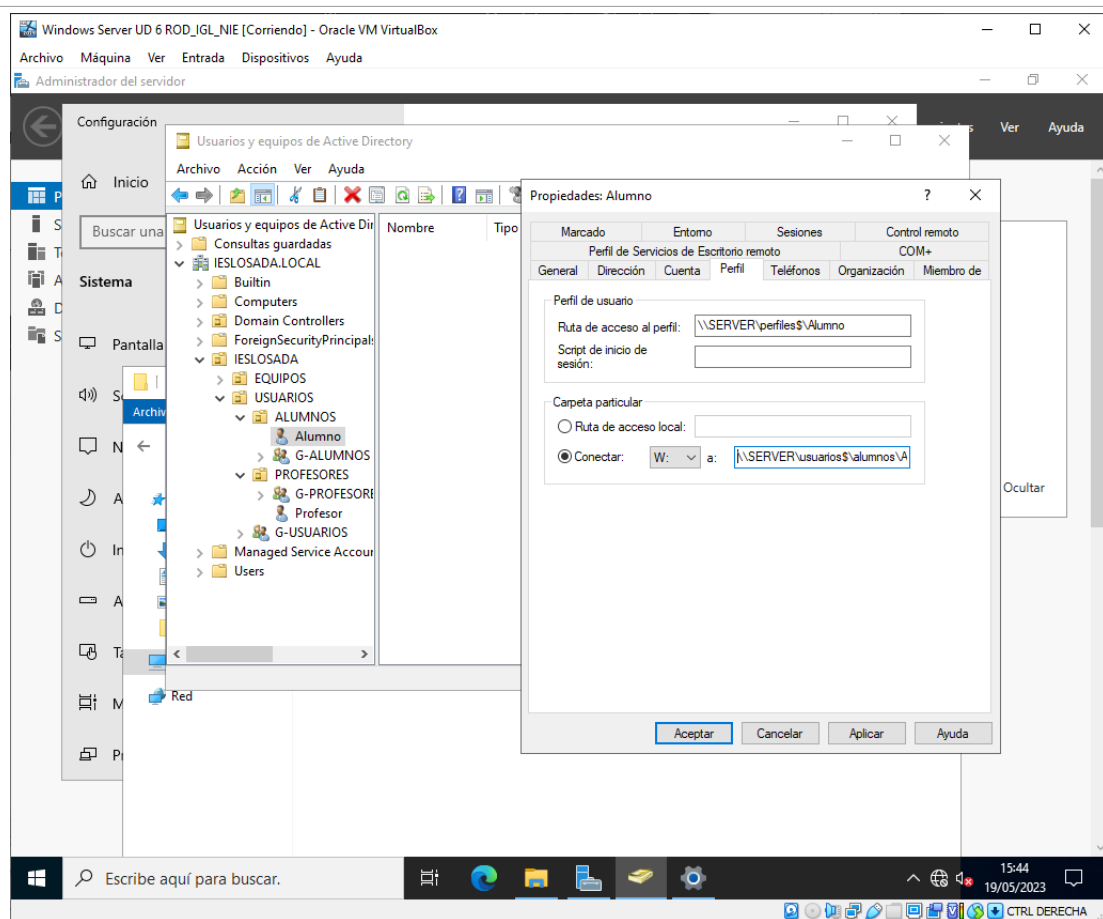 Windows Server UD 6 ROD_IGL_NIE [Corriendo] - Oracle VM VirtualBox
Archivo Máquina Ver Entrada Dispositivos Ayuda
Administrador del servidor
Configuración
Ver Ayuda
Usuarios y equipos de Active Directory
Archivo Acción Ver Ayuda
Inicio
Buscar una
Sistema
Pantalla
Archiv
Usuarios y equipos de Active Dir
Consultas guardadas
IESLOSADA.LOCAL
Builtin
Computers
Domain Controllers
ForeignSecurityPrincipals
IESLOSADA
EQUIPOS
USUARIOS
ALUMNOS
Alumno
G-ALUMNOS
PROFESORES
G-PROFESORE
Profesor
G-USUARIOS
Managed Service Accour
Users
Red
Nombre Tipo
Propiedades: Alumno
Marcado Entorno Sesiones Control remoto
Perfil de Servicios de Escritorio remoto COM+
General Dirección Cuenta Perfil Teléfonos Organización Miembro de
Perfil de usuario
Ruta de acceso al perfil: \\SERVER\perfiles$\Alumno
Script de inicio de
sesión:
Carpeta particular
Ruta de acceso local:
Conectar: W: a: \\SERVER\usuarios$\alumnos\A
Aceptar Cancelar Aplicar Ayuda
Ocultar
Escribe aquí para buscar.
15:44
19/05/2023
CTRL DERECHA